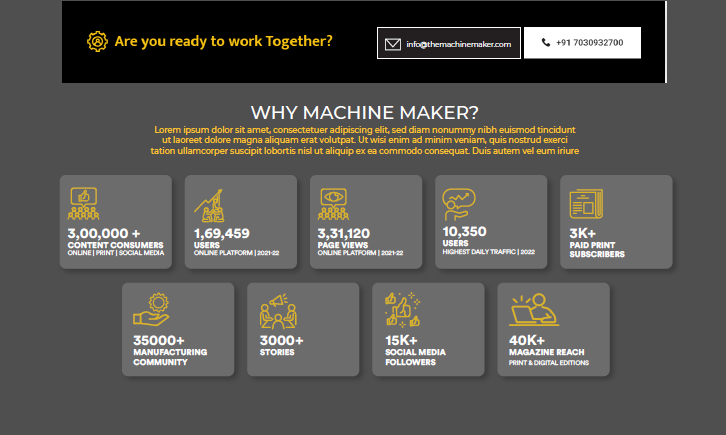 Are you ready to work Together?
info@themachinemaker.com
+91 7030932700
WHY MACHINE MAKER?
Lorem ipsum dolor sit amet, consectetuer adipiscing elit, sed diam nonummy nibh euismod tincidunt
ut laoreet dolore magna aliquam erat volutpat. Ut wisi enim ad minim veniam, quis nostrud exerci
tation ullamcorper suscipit lobortis nisl ut aliquip ex ea commodo consequat. Duis autem vel eum iriure
3,00,000 +
CONTENT CONSUMERS
ONLINE | PRINT | SOCIAL MEDIA
1,69,459
USERS
ONLINE PLATFORM | 2021-22
3,31,120
PAGE VIEWS
ONLINE PLATFORM | 2021-22
10,350
USERS
HIGHEST DAILY TRAFFIC | 2022
3K+
PAID PRINT
SUBSCRIBERS
35000+
MANUFACTURING
COMMUNITY
3000+
STORIES
15K+
SOCIAL MEDIA
FOLLOWERS
40K+
MAGAZINE REACH
PRINT & DIGITAL EDITIONS